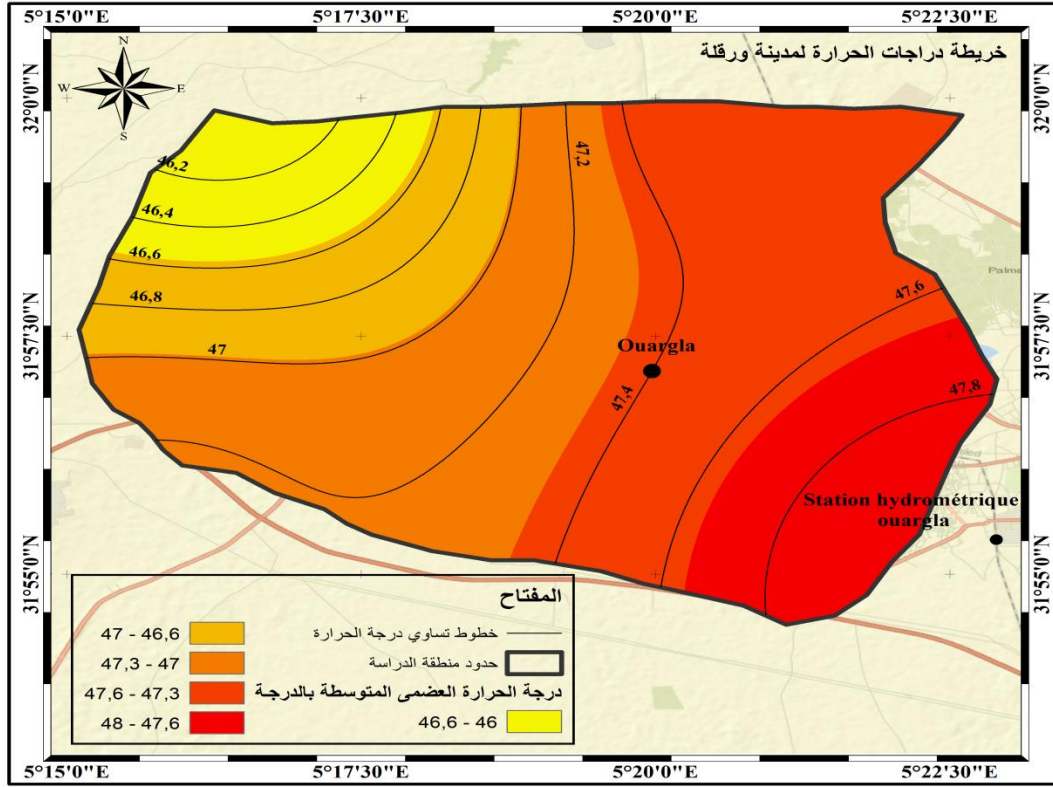 5°15'0"E 5°17'30"E 5°20'0"E 5°22'30"E
خريطة دراجات الحرارة لمدينة ورقلة
N
W E
S
32°0'0"N 32°0'0"N
46,2
47,2
46,4
46,6
46,8
47
47,6
Palme
31°57'30"N 31°57'30"N
Ouargla
47,4
47,8
Station hydrométrique
ouargla
31°55'0"N 31°55'0"N
المفتاح
خطوط تساوي درجة الحرارة
حدود منطقة الدراسة
درجة الحرارة العضمى المتوسطة بالدرجة
46,6 - 46
47 - 46,6
47,3 - 47
47,6 - 47,3
48 - 47,6
5°15'0"E 5°17'30"E 5°20'0"E 5°22'30"E